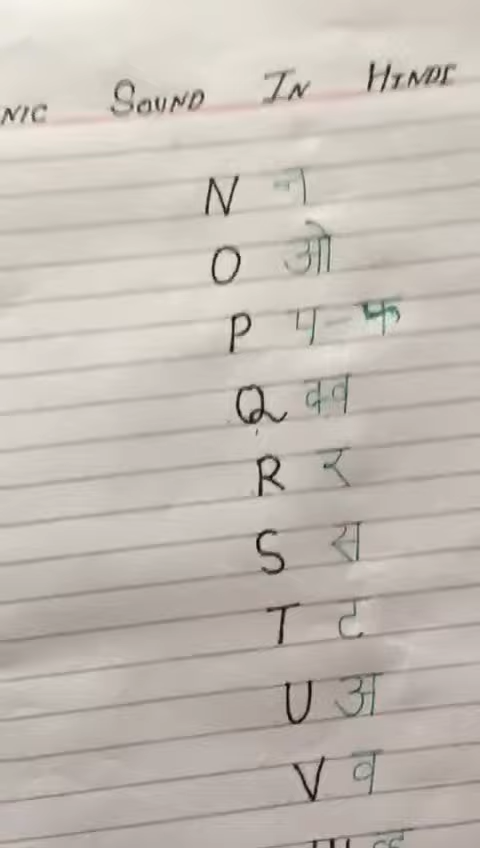 NIC SOUND IN HINDI
N न
O ओ
P प - फ
Q क्व
R र
S स
T ट
U अ
V व